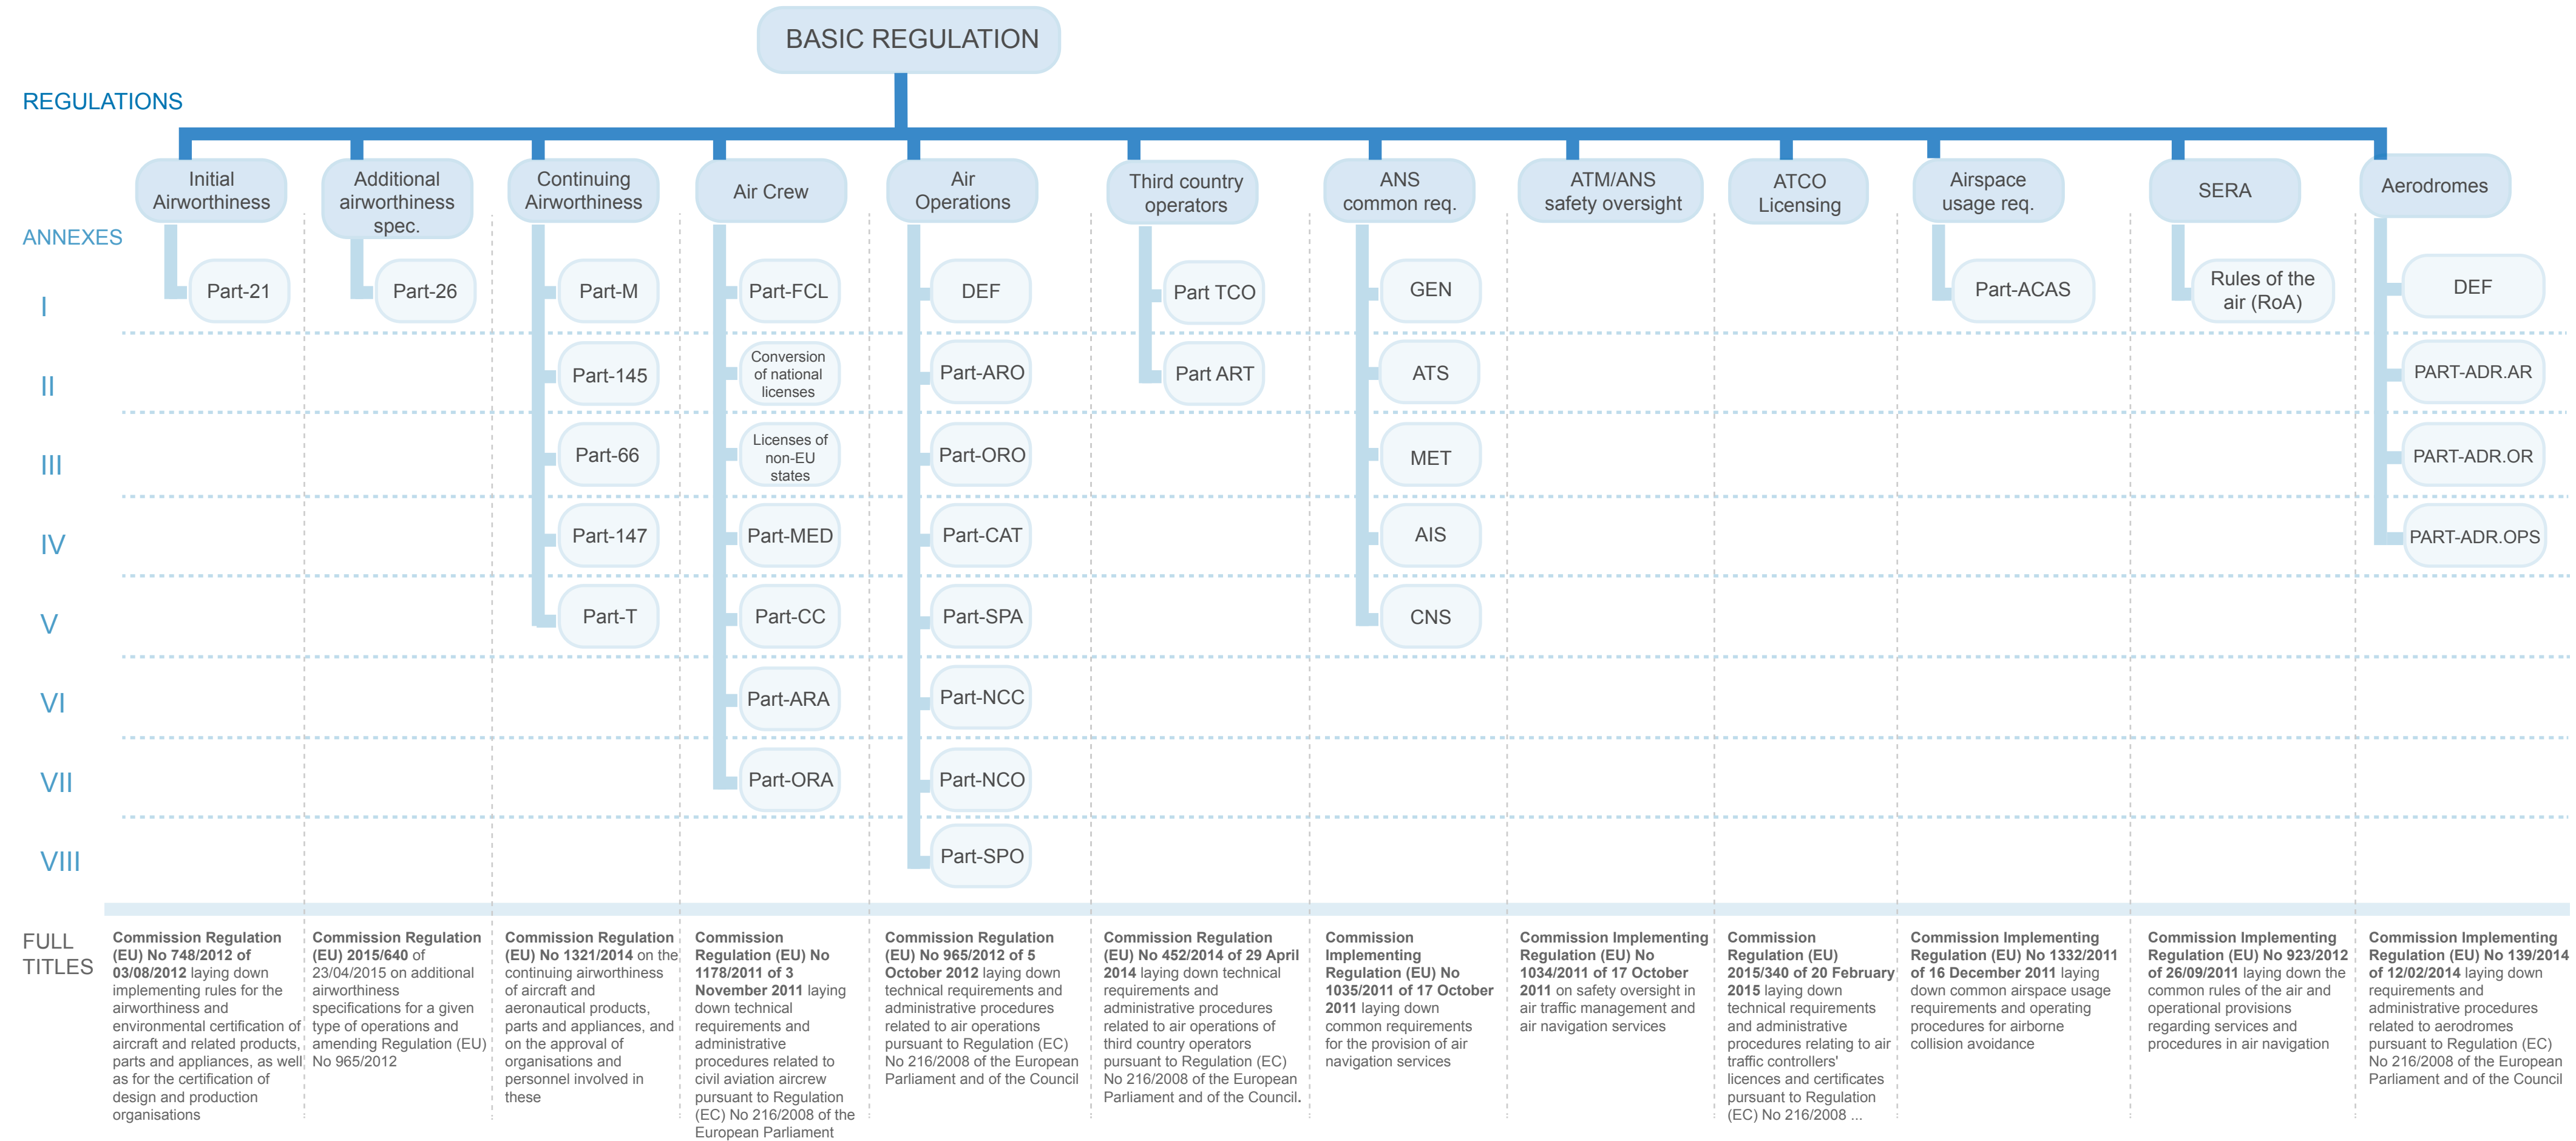 BASIC REGULATION
REGULATIONS
Initial
Airworthiness
Additional
airworthiness
spec.
Continuing
Airworthiness
Air Crew
Air
Operations
Third country
operators
ANS
common req.
ATM/ANS
safety oversight
ATCO
Licensing
Airspace
usage req.
SERA
Aerodromes
ANNEXES
I
Part-21
Part-26
Part-M
Part-FCL
DEF
Part TCO
GEN
Part-ACAS
Rules of the
air (RoA)
DEF
II
Part-145
Conversion
of national
licenses
Part-ARO
Part ART
ATS
PART-ADR.AR
III
Part-66
Licenses of
non-EU
states
Part-ORO
MET
PART-ADR.OR
IV
Part-147
Part-MED
Part-CAT
AIS
PART-ADR.OPS
V
Part-T
Part-CC
Part-SPA
CNS
VI
Part-ARA
Part-NCC
VII
Part-ORA
Part-NCO
VIII
Part-SPO
FULL
TITLES
Commission Regulation
(EU) No 748/2012 of
03/08/2012 laying down
implementing rules for the
airworthiness and
environmental certification of
aircraft and related products,
parts and appliances, as well
as for the certification of
design and production
organisations
Commission Regulation
(EU) 2015/640 of
23/04/2015 on additional
airworthiness
specifications for a given
type of operations and
amending Regulation (EU)
No 965/2012
Commission Regulation
(EU) No 1321/2014 on the
continuing airworthiness
of aircraft and
aeronautical products,
parts and appliances, and
on the approval of
organisations and
personnel involved in
these
Commission
Regulation (EU) No
1178/2011 of 3
November 2011 laying
down technical
requirements and
administrative
procedures related to
civil aviation aircrew
pursuant to Regulation
(EC) No 216/2008 of the
European Parliament
Commission Regulation
(EU) No 965/2012 of 5
October 2012 laying down
technical requirements and
administrative procedures
related to air operations
pursuant to Regulation (EC)
No 216/2008 of the European
Parliament and of the Council
Commission Regulation
(EU) No 452/2014 of 29 April
2014 laying down technical
requirements and
administrative procedures
related to air operations of
third country operators
pursuant to Regulation (EC)
No 216/2008 of the European
Parliament and of the Council.
Commission
Implementing
Regulation (EU) No
1035/2011 of 17 October
2011 laying down
common requirements
for the provision of air
navigation services
Commission Implementing
Regulation (EU) No
1034/2011 of 17 October
2011 on safety oversight in
air traffic management and
air navigation services
Commission
Regulation (EU)
2015/340 of 20 February
2015 laying down
technical requirements
and administrative
procedures relating to air
traffic controllers'
licences and certificates
pursuant to Regulation
(EC) No 216/2008 ...
Commission Implementing
Regulation (EU) No 1332/2011
of 16 December 2011 laying
down common airspace usage
requirements and operating
procedures for airborne
collision avoidance
Commission Implementing
Regulation (EU) No 923/2012
of 26/09/2011 laying down the
common rules of the air and
operational provisions
regarding services and
procedures in air navigation
Commission Implementing
Regulation (EU) No 139/2014
of 12/02/2014 laying down
requirements and
administrative procedures
related to aerodromes
pursuant to Regulation (EC)
No 216/2008 of the European
Parliament and of the Council